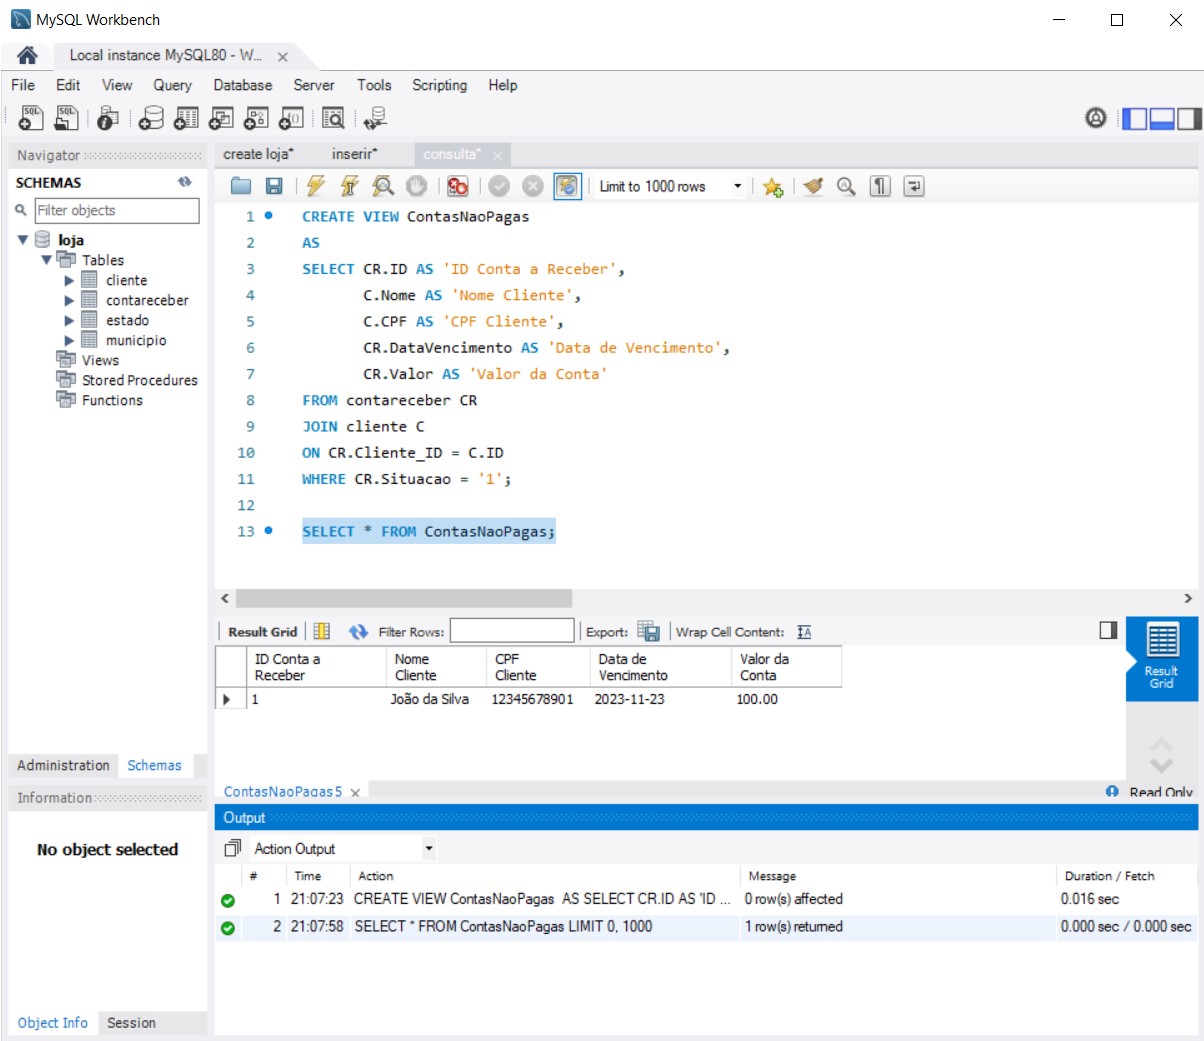 MySQL Workbench
Local instance MySQL80 - W...
File Edit View Query Database Server Tools Scripting Help
Navigator
SCHEMAS
Filter objects
loja
Tables
cliente
contareceber
estado
municipio
Views
Stored Procedures
Functions
Administration Schemas
Information
No object selected
Object Info Session
create loja* inserir* consulta*
Limit to 1000 rows
1 CREATE VIEW ContasNaoPagas
2 AS
3 SELECT CR.ID AS 'ID Conta a Receber',
4 C.Nome AS 'Nome Cliente',
5 C.CPF AS 'CPF Cliente',
6 CR.DataVencimento AS 'Data de Vencimento',
7 CR.Valor AS 'Valor da Conta'
8 FROM contareceber CR
9 JOIN cliente C
10 ON CR.Cliente_ID = C.ID
11 WHERE CR.Situacao = '1';
12
13 SELECT * FROM ContasNaoPagas;
Result Grid Filter Rows: Export: Wrap Cell Content:
ID Conta a Receber Nome Cliente CPF Cliente Data de Vencimento Valor da Conta
1 João da Silva 12345678901 2023-11-23 100.00
Result Grid
ContasNaoPagas 5 Read Only
Output
Action Output
# Time Action Message Duration / Fetch
1 21:07:23 CREATE VIEW ContasNaoPagas AS SELECT CR.ID AS 'ID ... 0 row(s) affected 0.016 sec
2 21:07:58 SELECT * FROM ContasNaoPagas LIMIT 0, 1000 1 row(s) returned 0.000 sec / 0.000 sec